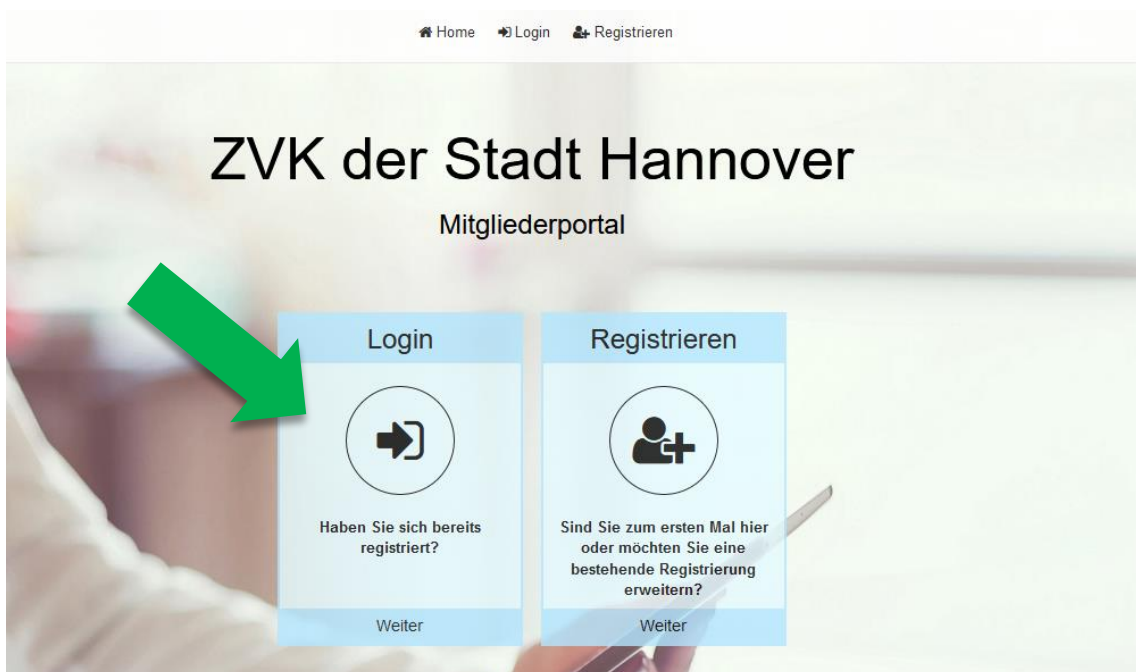 Home Login Registrieren
ZVK der Stadt Hannover
Mitgliederportal
Login
Haben Sie sich bereits
registriert?
Weiter
Registrieren
Sind Sie zum ersten Mal hier
oder möchten Sie eine
bestehende Registrierung
erweitern?
Weiter